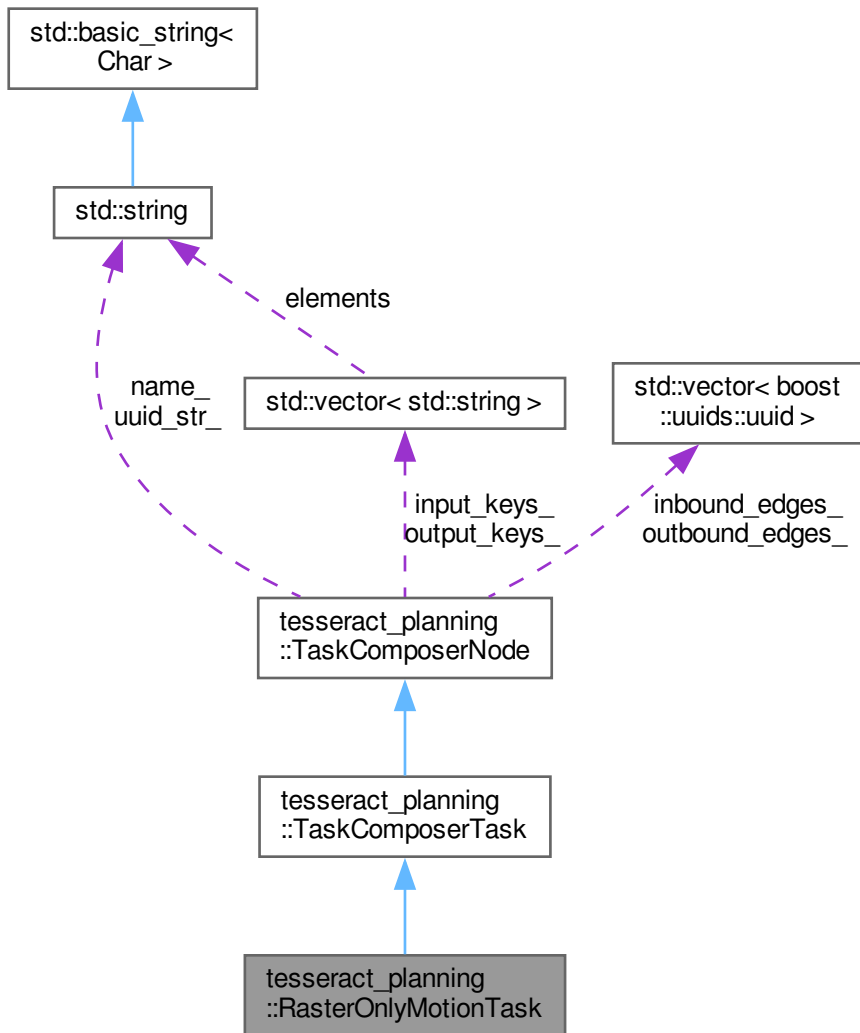 std::basic_string<
Char >
std::string
elements
name_
uuid_str_
std::vector< std::string >
std::vector< boost
::uuids::uuid >
input_keys_
output_keys_
inbound_edges_
outbound_edges_
tesseract_planning
::TaskComposerNode
tesseract_planning
::TaskComposerTask
tesseract_planning
::RasterOnlyMotionTask